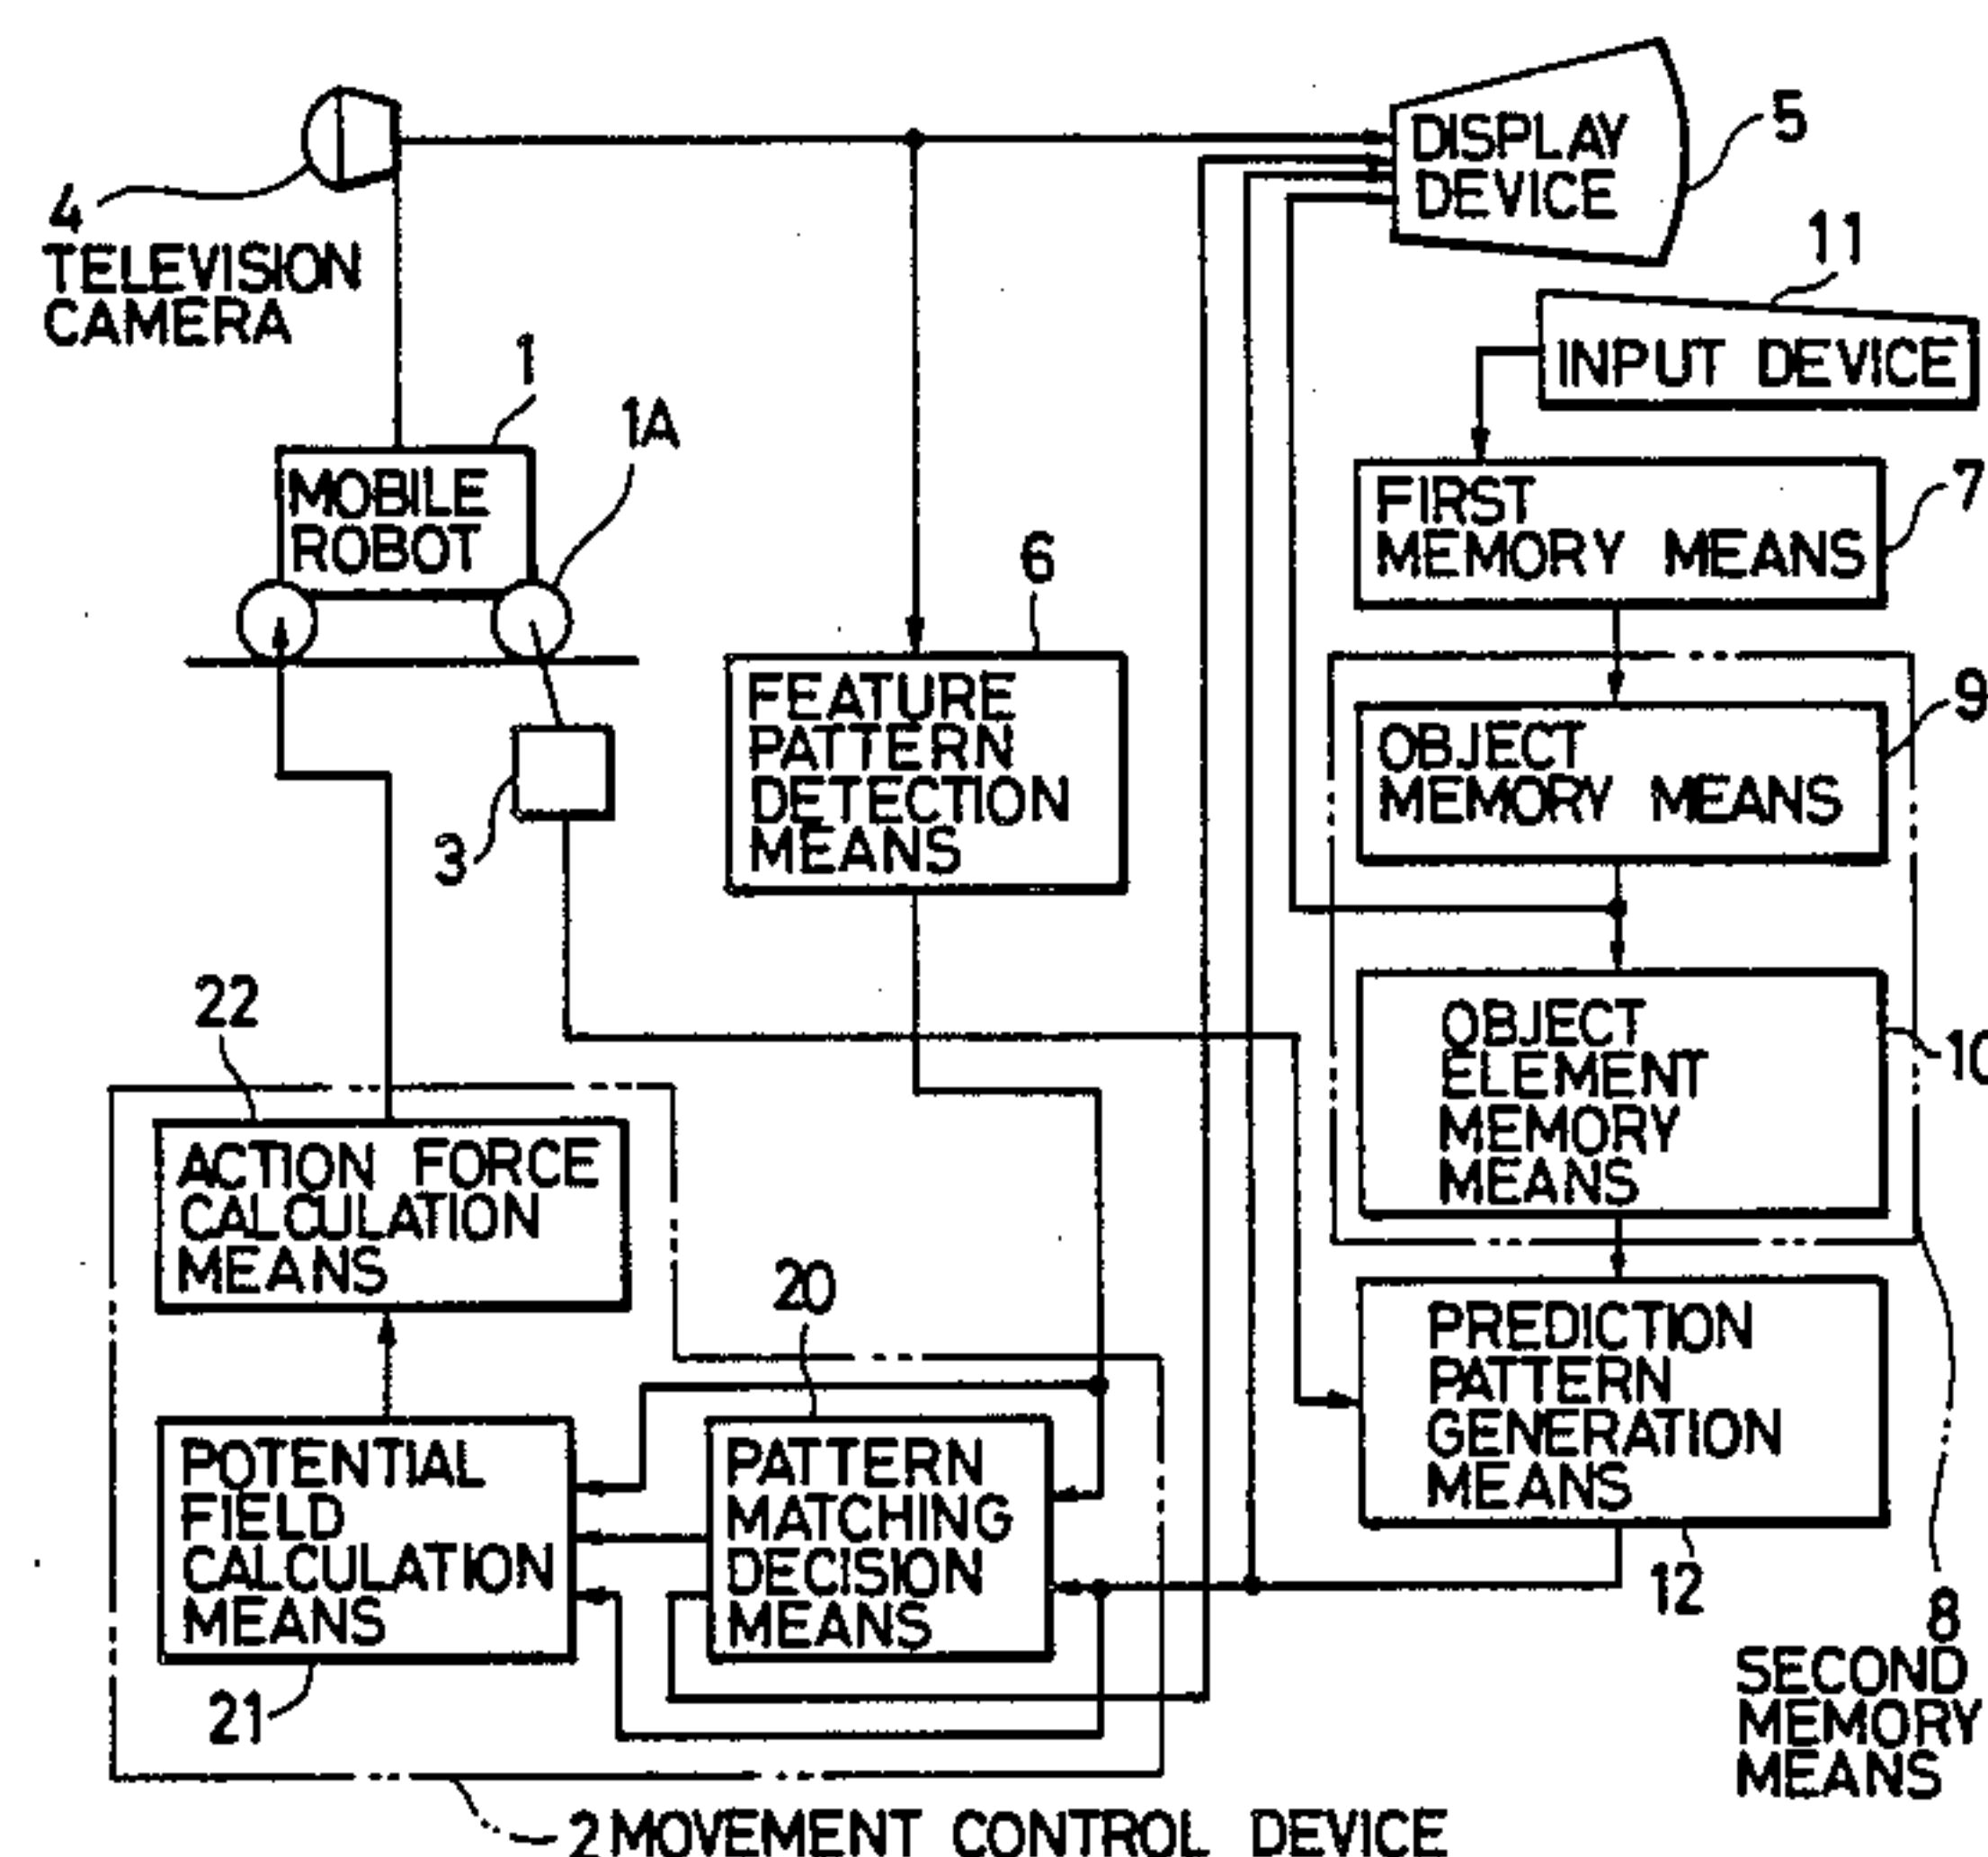 DISPLAY
DEVICE
5
4
TELEVISION
CAMERA
11
INPUT DEVICE
1
1A
MOBILE
ROBOT
FIRST
MEMORY MEANS
7
6
FEATURE
PATTERN
DETECTION
MEANS
9
OBJECT
MEMORY MEANS
3
22
OBJECT
ELEMENT
MEMORY
MEANS
10
ACTION FORCE
CALCULATION
MEANS
20
PREDICTION
PATTERN
GENERATION
MEANS
POTENTIAL
FIELD
CALCULATION
MEANS
PATTERN
MATCHING
DECISION
MEANS
12
21
8
SECOND
MEMORY
MEANS
2 MOVEMENT CONTROL DEVICE